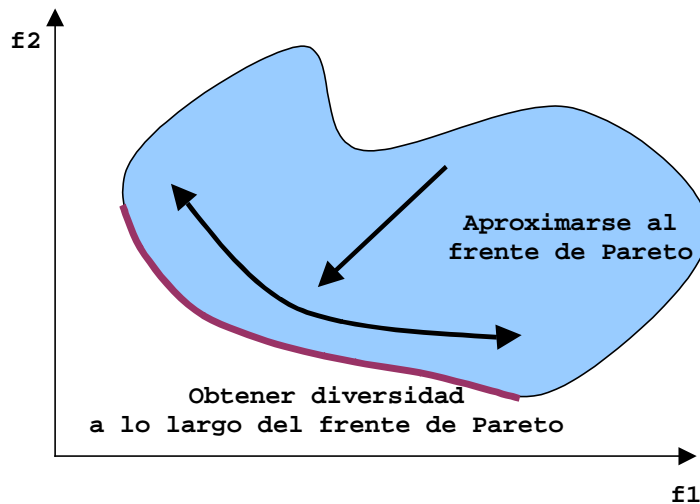 f2
Aproximarse al
frente de Pareto
Obtener diversidad
a lo largo del frente de Pareto
f1